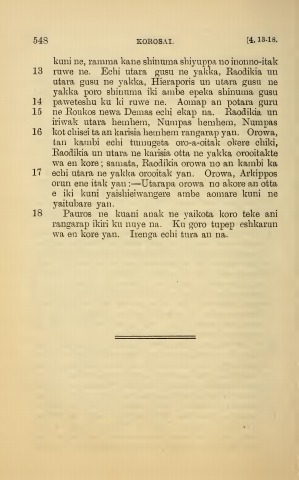 548 KOROSAI. [4, 13-18.
kuni ne, ramma kane shinuma shiyuppa no inonno-itak
13 ruwe ne. Echi utara gusu ne yakka, Raodikia un
utara gusu ne yakka, Hieraporis un utara gusu ne
yakka poro shinuma iki ambe epeka shinuma gusu
14 paweteshu ku ki ruwe ne. Aomap an potara guru
15 ne Roukos newa Demas echi ekap na. Raodikia un
iriwak utara hemhem, Numpas hemhem, Numpas
16 kot chisei ta an karisia hemhem rangarap yan. Orowa,
tan kambi echi tumugeta oro-a-oitak okere chiki,
Raodikia un utara ne karisia otta ne yakka orooitakte
wa en kore; samata, Raodikia orowa no an kambi ka
17 echi utara ne yakka orooitak yan. Orowa, Arkippos
orun ene itak yan:—Utarapa orowa no akore an otta
e iki kuni yaishieiwangere ambe aomare kuni ne
yaitubare yan.
18 Pauros ne kuani anak ne yaikota koro teke ani
rangarap ikiri ku nuye na. Ku goro tupep eshkarun
wa en kore yan. Irenga echi tura an na.